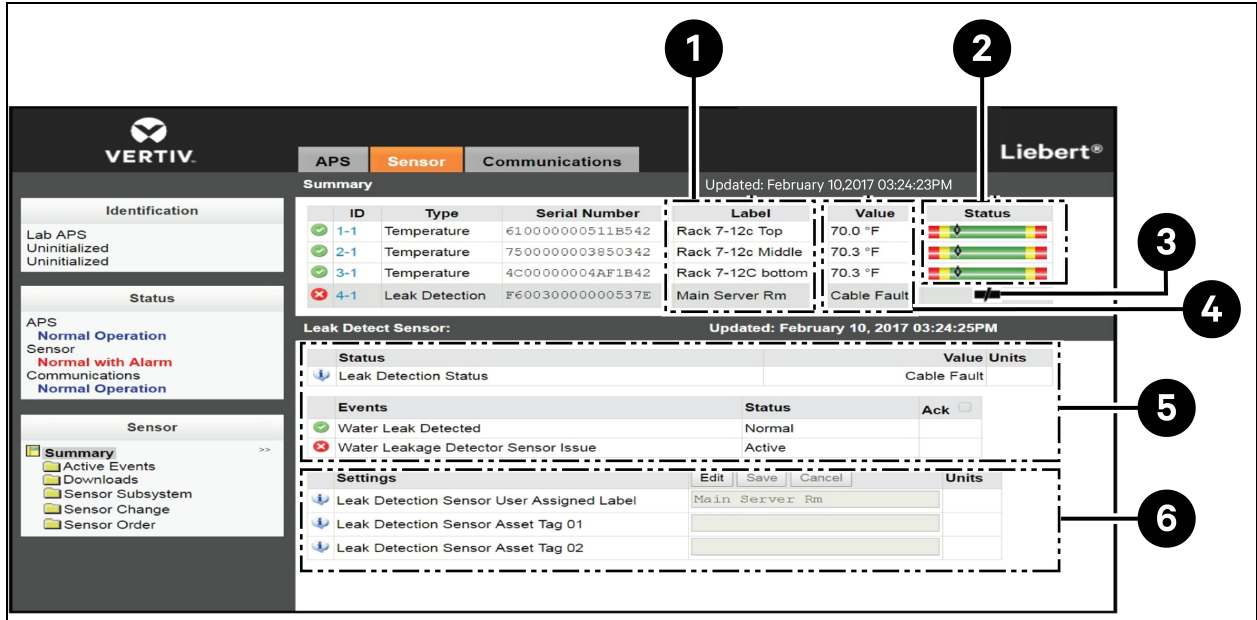 1
2
VERTIV.
APS Sensor Communications
Liebert®
Summary Updated: February 10,2017 03:24:23PM
Identification
Lab APS
Uninitialized
Uninitialized
Status
APS
Normal Operation
Sensor
Normal with Alarm
Communications
Normal Operation
Sensor
Summary >>
Active Events
Downloads
Sensor Subsystem
Sensor Change
Sensor Order
ID Type Serial Number Label Value Status
1-1 Temperature 610000000511B542 Rack 7-12c Top 70.0 °F
2-1 Temperature 7500000003850342 Rack 7-12c Middle 70.3 °F
3-1 Temperature 4C00000004AF1B42 Rack 7-12C bottom 70.3 °F
4-1 Leak Detection F60030000000537E Main Server Rm Cable Fault
3
4
Leak Detect Sensor: Updated: February 10, 2017 03:24:25PM
Status Value Units
Leak Detection Status Cable Fault
Events Status Ack
Water Leak Detected Normal
Water Leakage Detector Sensor Issue Active
5
Settings Edit Save Cancel Units
Leak Detection Sensor User Assigned Label Main Server Rm
Leak Detection Sensor Asset Tag 01
Leak Detection Sensor Asset Tag 02
6